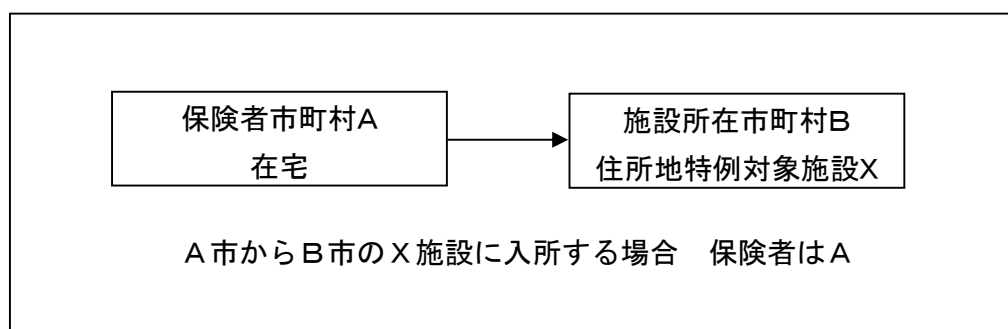 保険者市町村A
在宅
施設所在市町村B
住所地特例対象施設X
A市からB市のX施設に入所する場合　保険者はA